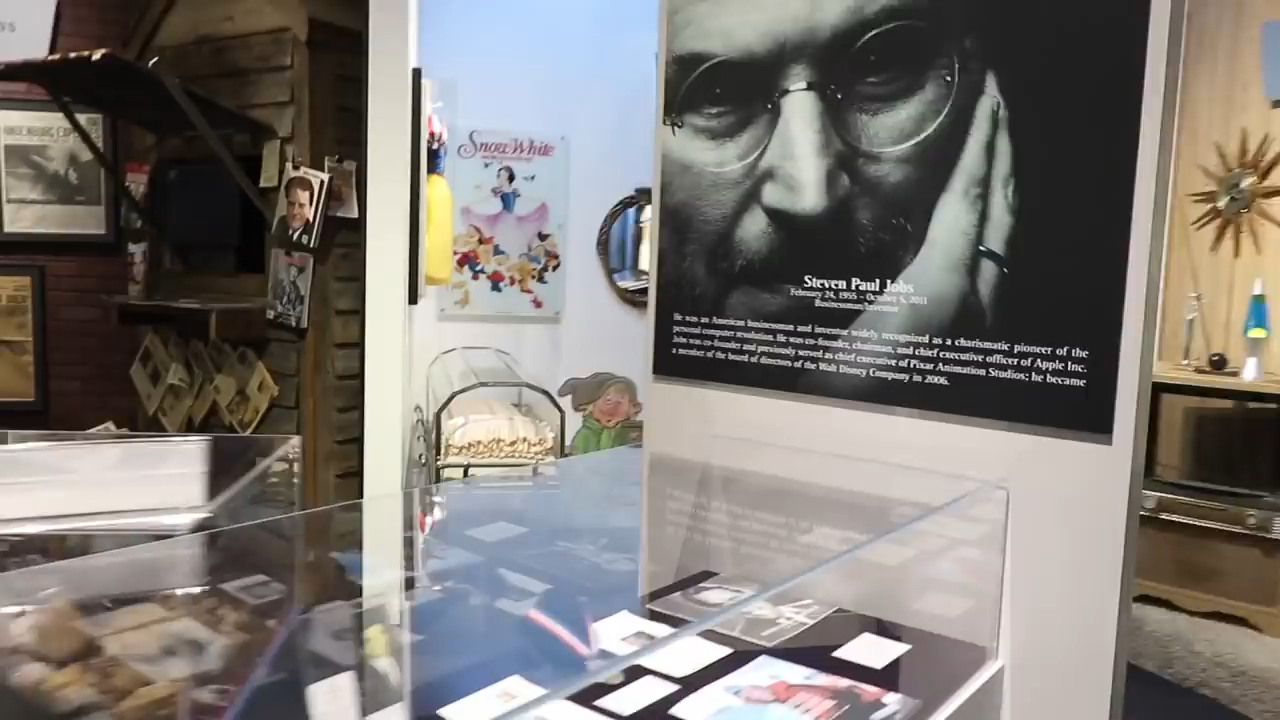 Snow White
Steven Paul Jobs
February 24, 1955 – October 5, 2011
Businessman/Investor
He was an American businessman and inventor widely recognized as a charismatic pioneer of the
personal computer revolution. He was co-founder, chairman, and chief executive officer of Apple Inc.
Jobs was co-founder and previously served as chief executive of Pixar Animation Studios; he became
a member of the board of directors of the Walt Disney Company in 2006.